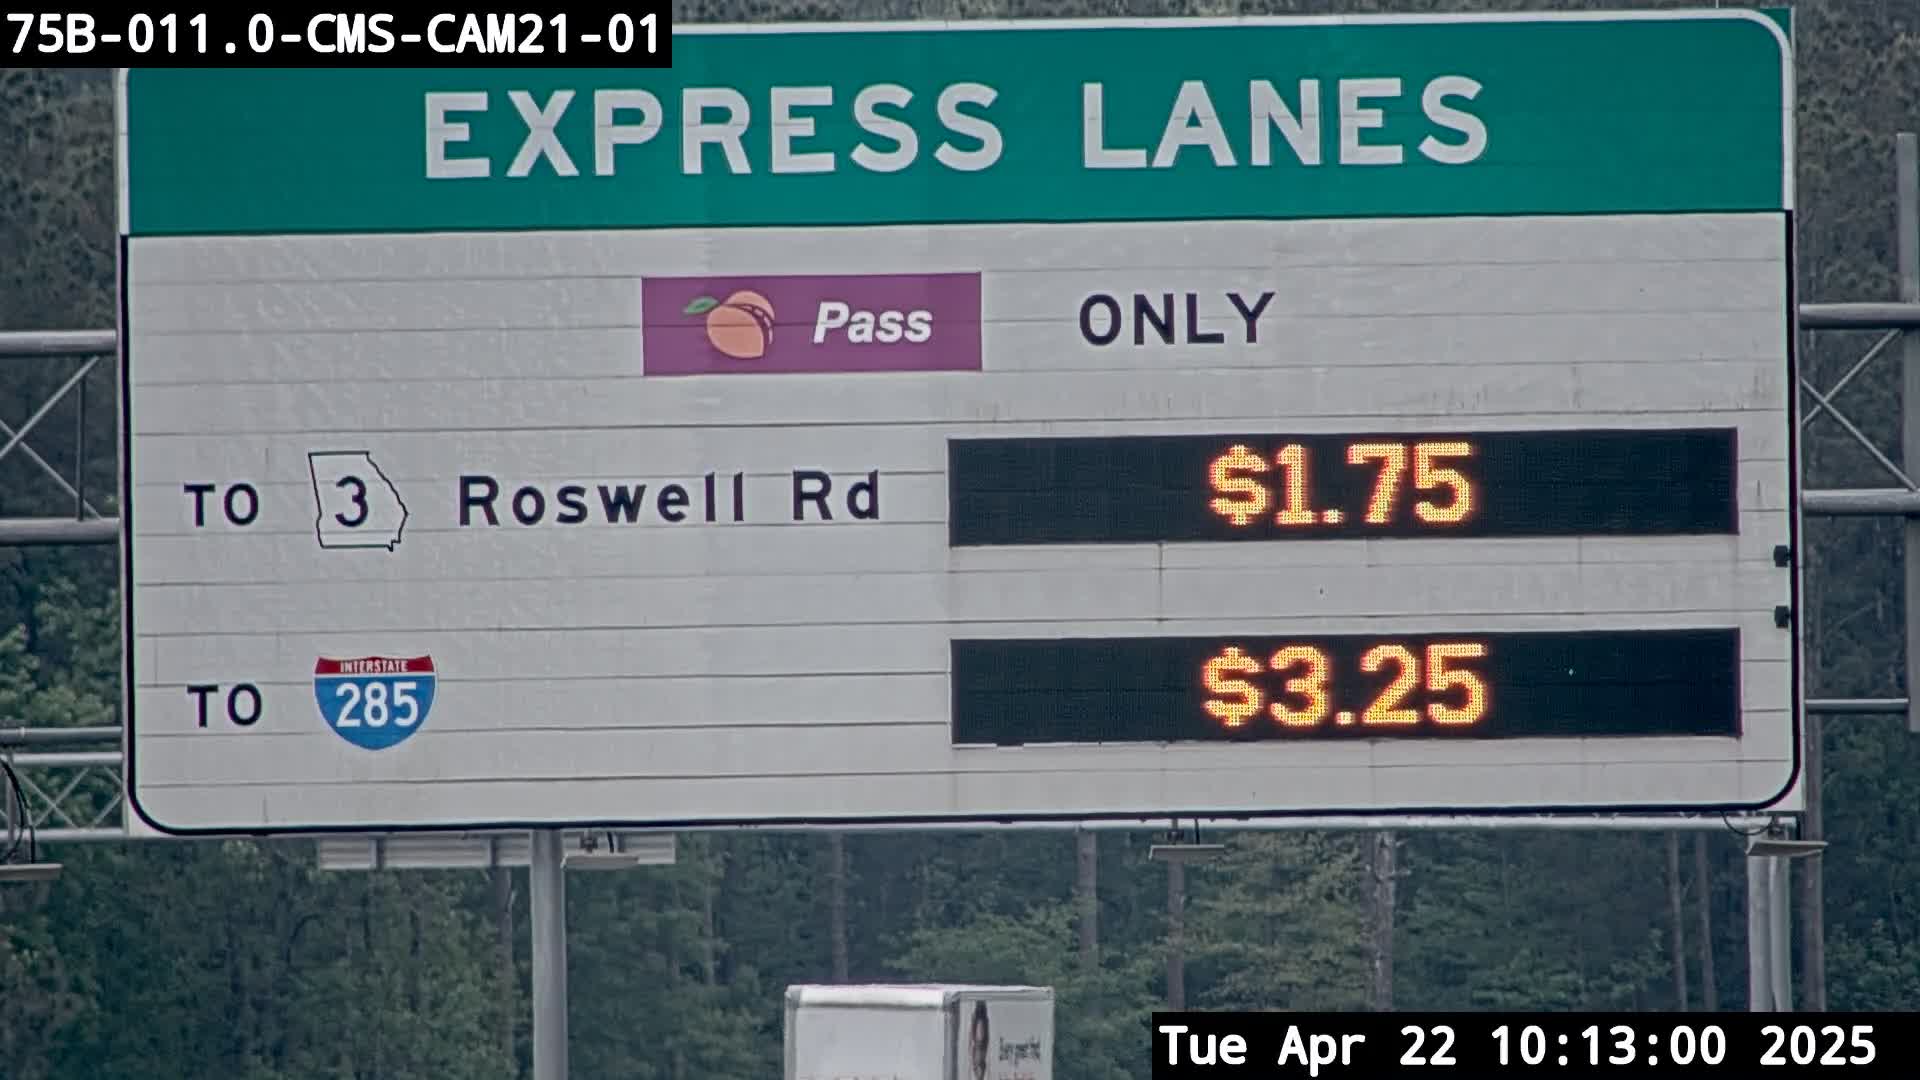 75B-011.0-CMS-CAM21-01
EXPRESS LANES
Pass ONLY
TO 3 Roswell Rd $1.75
INTERSTATE
TO 285 $3.25
Tue Apr 22 10:13:00 2025